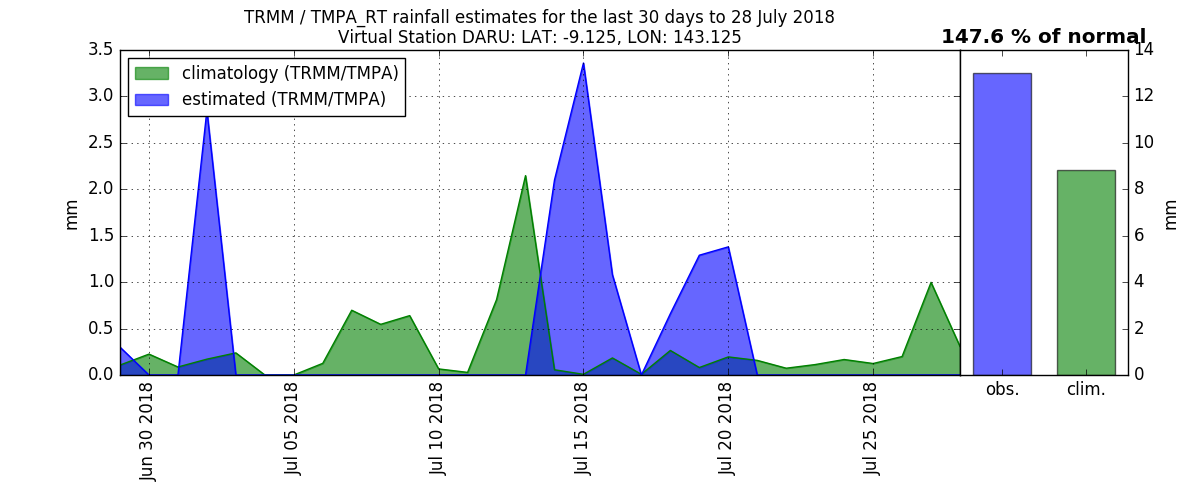 TRMM / TMPA_RT rainfall estimates for the last 30 days to 28 July 2018
Virtual Station DARU: LAT: -9.125, LON: 143.125
147.6 % of normal
climatology (TRMM/TMPA)
estimated (TRMM/TMPA)
3.5
3.0
2.5
2.0
1.5
1.0
0.5
0.0
mm
Jun 30 2018
Jul 05 2018
Jul 10 2018
Jul 15 2018
Jul 20 2018
Jul 25 2018
14
12
10
8
6
4
2
0
mm
obs.
clim.